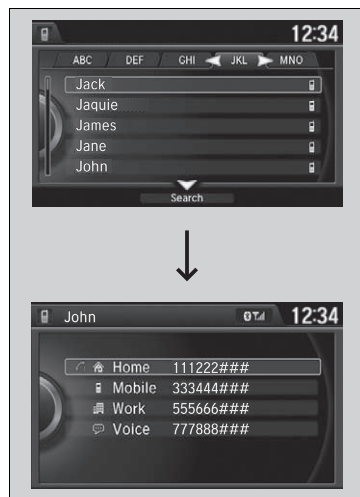 12:34
ABC DEF GHI JKL MNO
Jack
Jaquie
James
Jane
John
Search
John 12:34
Home 111222###
Mobile 333444###
Work 555666###
Voice 777888###